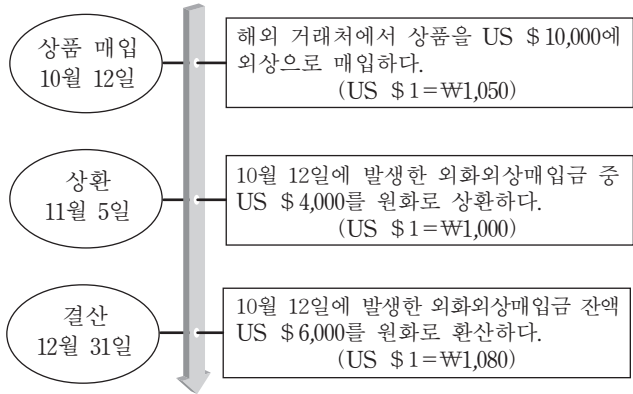 상품 매입
10월 12일
해외 거래처에서 상품을 US $10,000에
외상으로 매입하다.
(US $1=₩1,050)
상환
11월 5일
10월 12일에 발생한 외화외상매입금 중
US $4,000를 원화로 상환하다.
(US $1=₩1,000)
결산
12월 31일
10월 12일에 발생한 외화외상매입금 잔액
US $6,000를 원화로 환산하다.
(US $1=₩1,080)